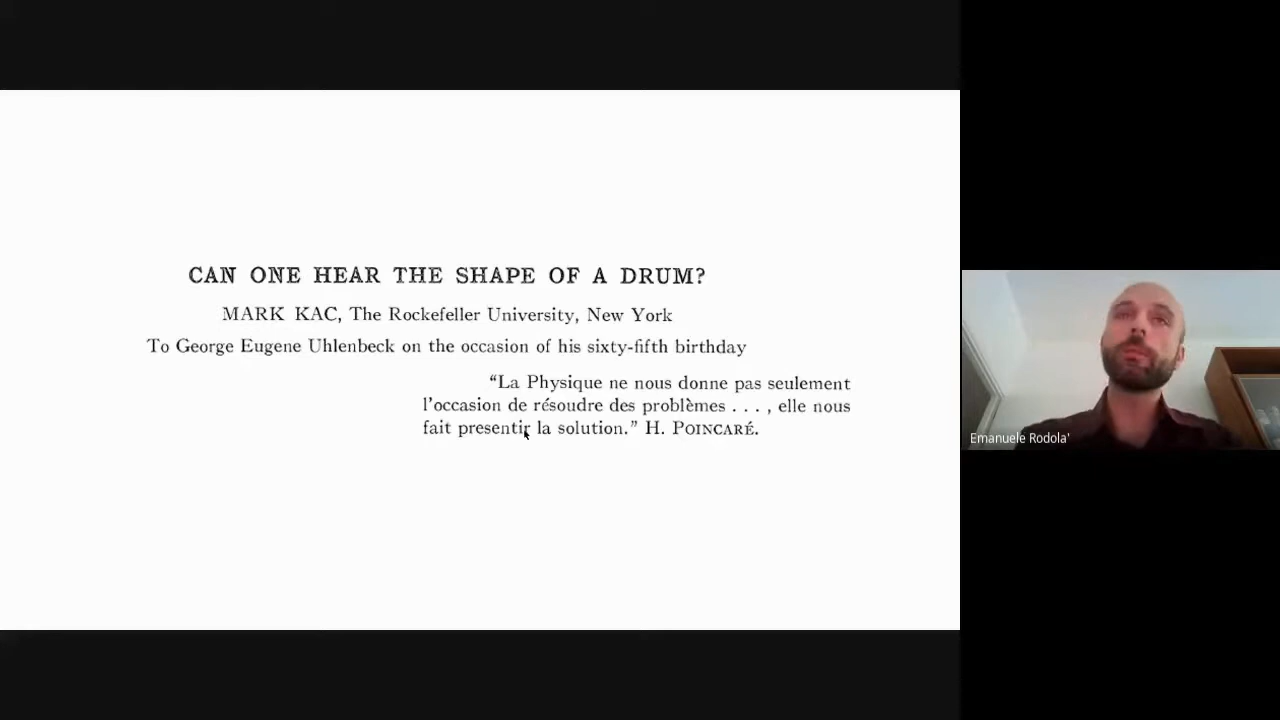 CAN ONE HEAR THE SHAPE OF A DRUM?
MARK KAC, The Rockefeller University, New York
To George Eugene Uhlenbeck on the occasion of his sixty-fifth birthday
“La Physique ne nous donne pas seulement
l’occasion de résoudre des problèmes . . . , elle nous
fait presentir la solution.” H. POINCARÉ.
Emanuele Rodola'